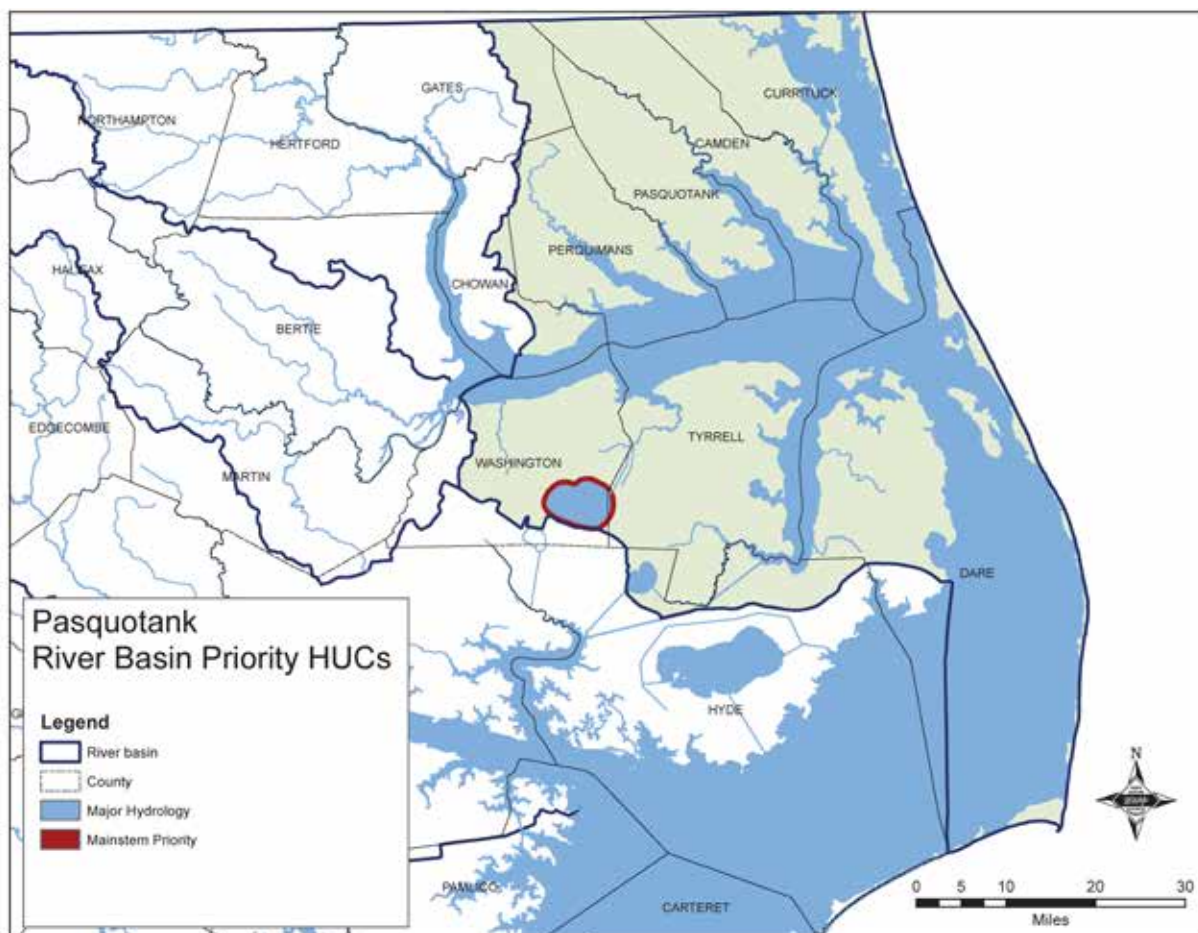 GATES
CURRITUCK
NORTHAMPTON
HERTFORD
CAMDEN
PASQUOTANK
PERQUIMANS
HALIFAX
CHOWAN
BERTIE
EDGECOMBE
TYRRELL
WASHINGTON
MARTIN
DARE
HYDE
PAMLICO
CARTERET
Pasquotank
River Basin Priority HUCs
Legend
River basin
County
Major Hydrology
Mainstem Priority
N
0 5 10 20 30
Miles